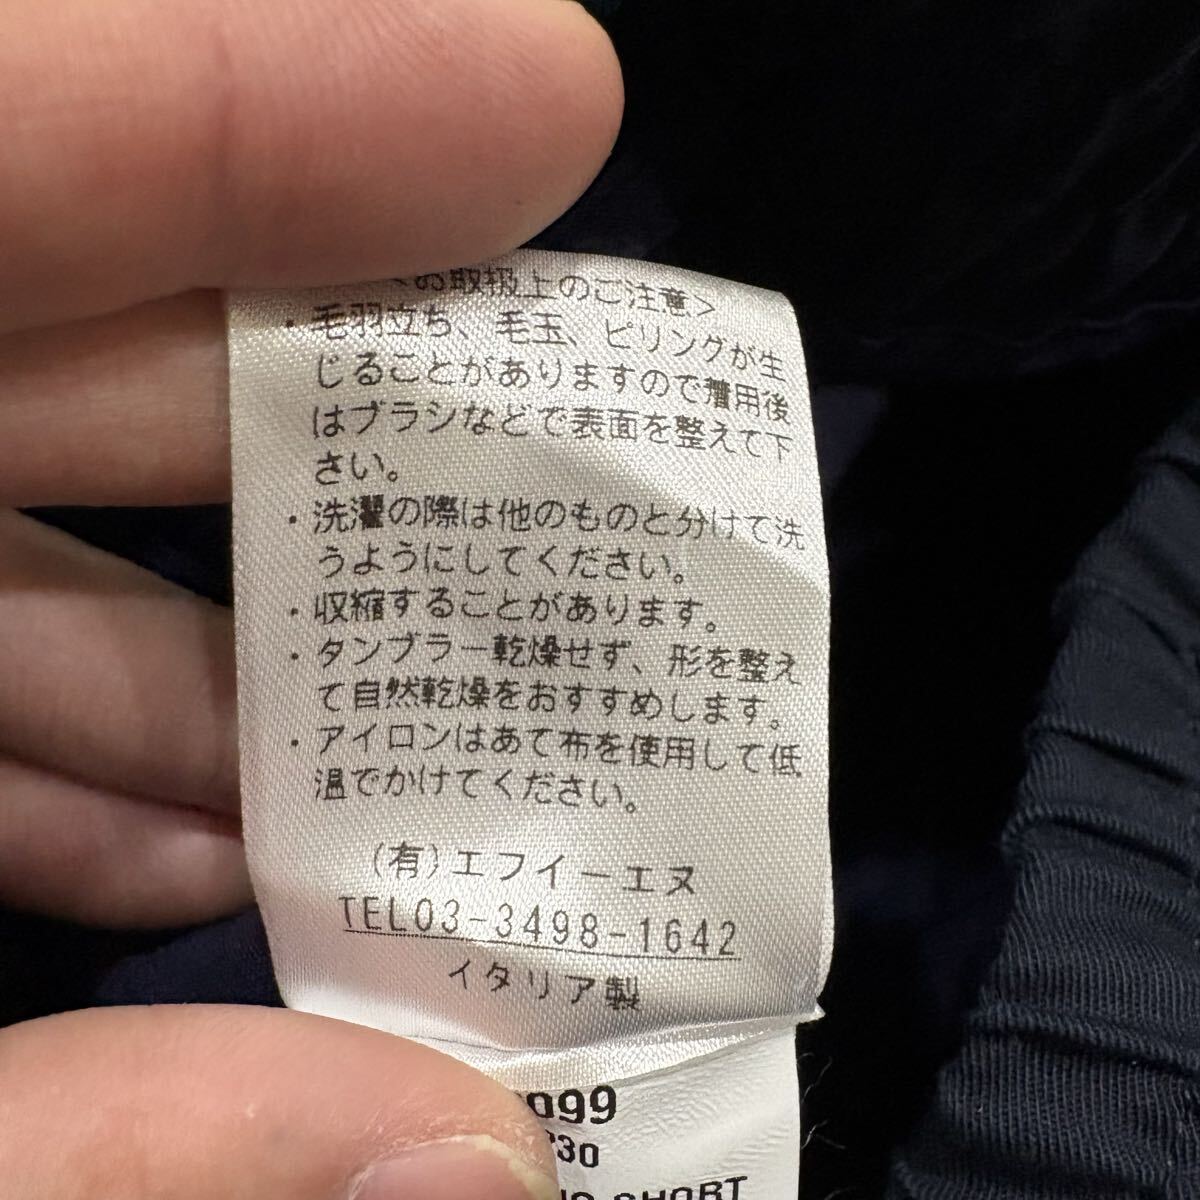 <お取扱上のご注意>
・毛羽立ち、毛玉、ピリングが生
じることがありますので着用後
はブラシなどで表面を整えて下
さい。
・洗濯の際は他のものと分けて洗
うようにしてください。
・収縮することがあります。
・タンブラー乾燥せず、形を整え
て自然乾燥をおすすめします。
・アイロンはあて布を使用して低
温でかけてください。
(有)エフイーエヌ
TEL03-3498-1642
イタリア製
099
730
SHORT